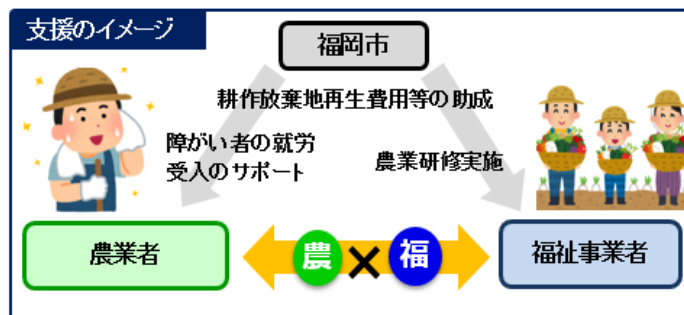 支援のイメージ
福岡市
耕作放棄地再生費用等の助成
障がい者の就労
受入のサポート
農業研修実施
農業者
農×福
福祉事業者